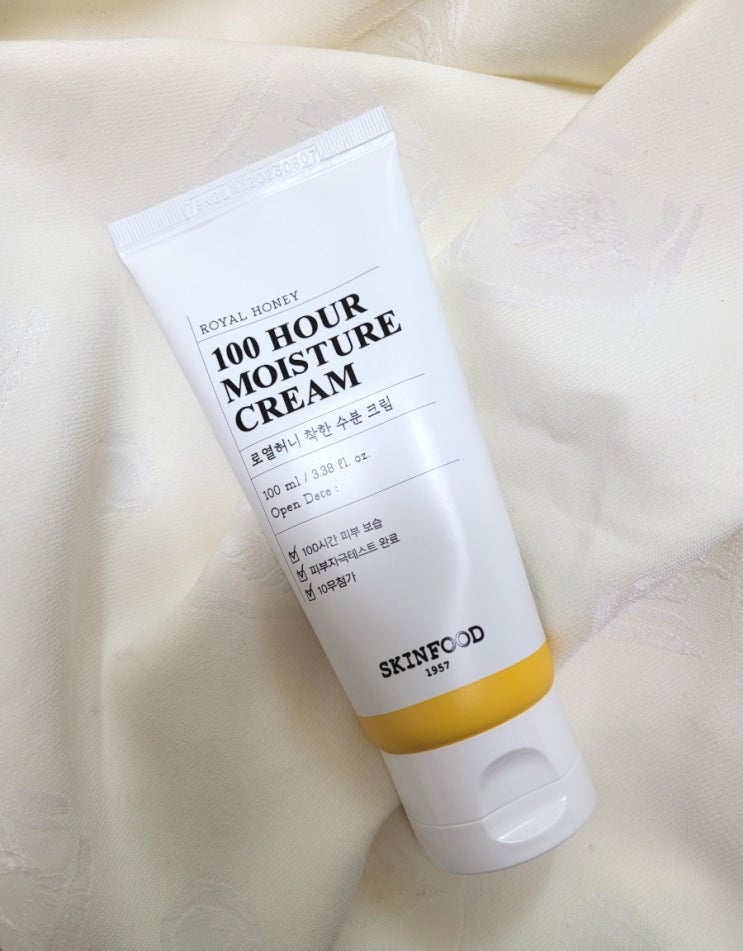 ROYAL HONEY
100 HOUR
MOISTURE
CREAM
로열허니 착한 수분 크림
100 ml / 3.38 fl. oz.
Open Date :
100시간 피부 보습
피부자극테스트 완료
10무첨가
SKINFOOD
1957